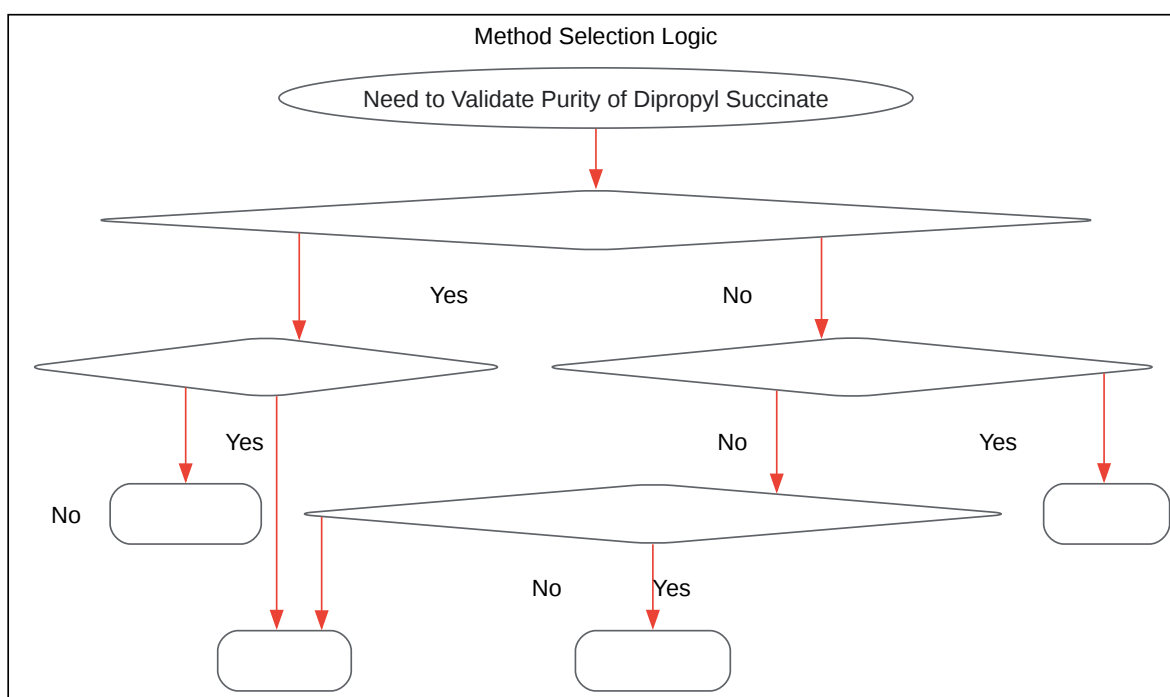 Method Selection Logic
Need to Validate Purity of Dipropyl Succinate
Yes
No
Yes
No
Yes
No
No
Yes